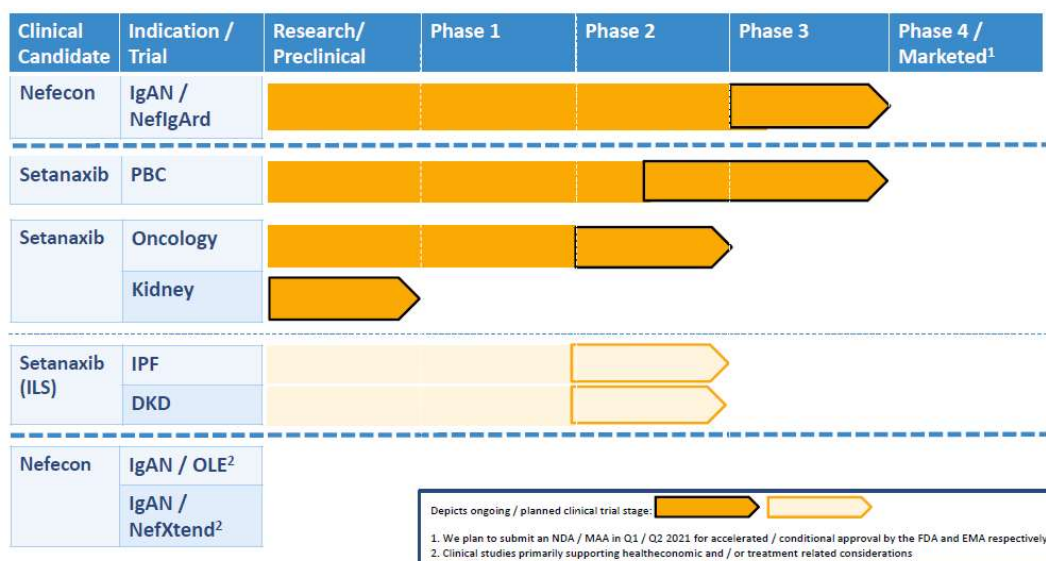 Clinical Candidate
Indication / Trial
Research/ Preclinical
Phase 1
Phase 2
Phase 3
Phase 4 / Marketed¹
Nefecon
IgAN / NefIgArd
Setanaxib
PBC
Setanaxib
Oncology
Kidney
Setanaxib (ILS)
IPF
DKD
Nefecon
IgAN / OLE²
IgAN / NefXtend²
Depicts ongoing / planned clinical trial stage:
1. We plan to submit an NDA / MAA in Q1 / Q2 2021 for accelerated / conditional approval by the FDA and EMA respectively
2. Clinical studies primarily supporting healtheconomic and / or treatment related considerations